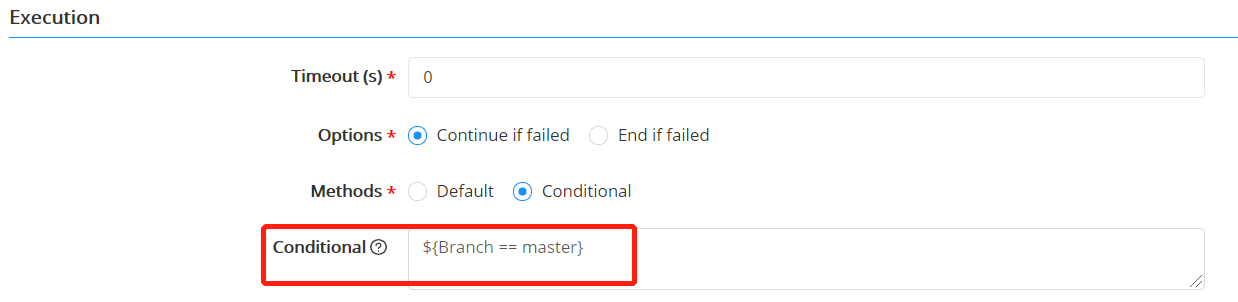 Execution
Timeout (s) * 0
Options * Continue if failed End if failed
Methods * Default Conditional
Conditional ? ${Branch == master}